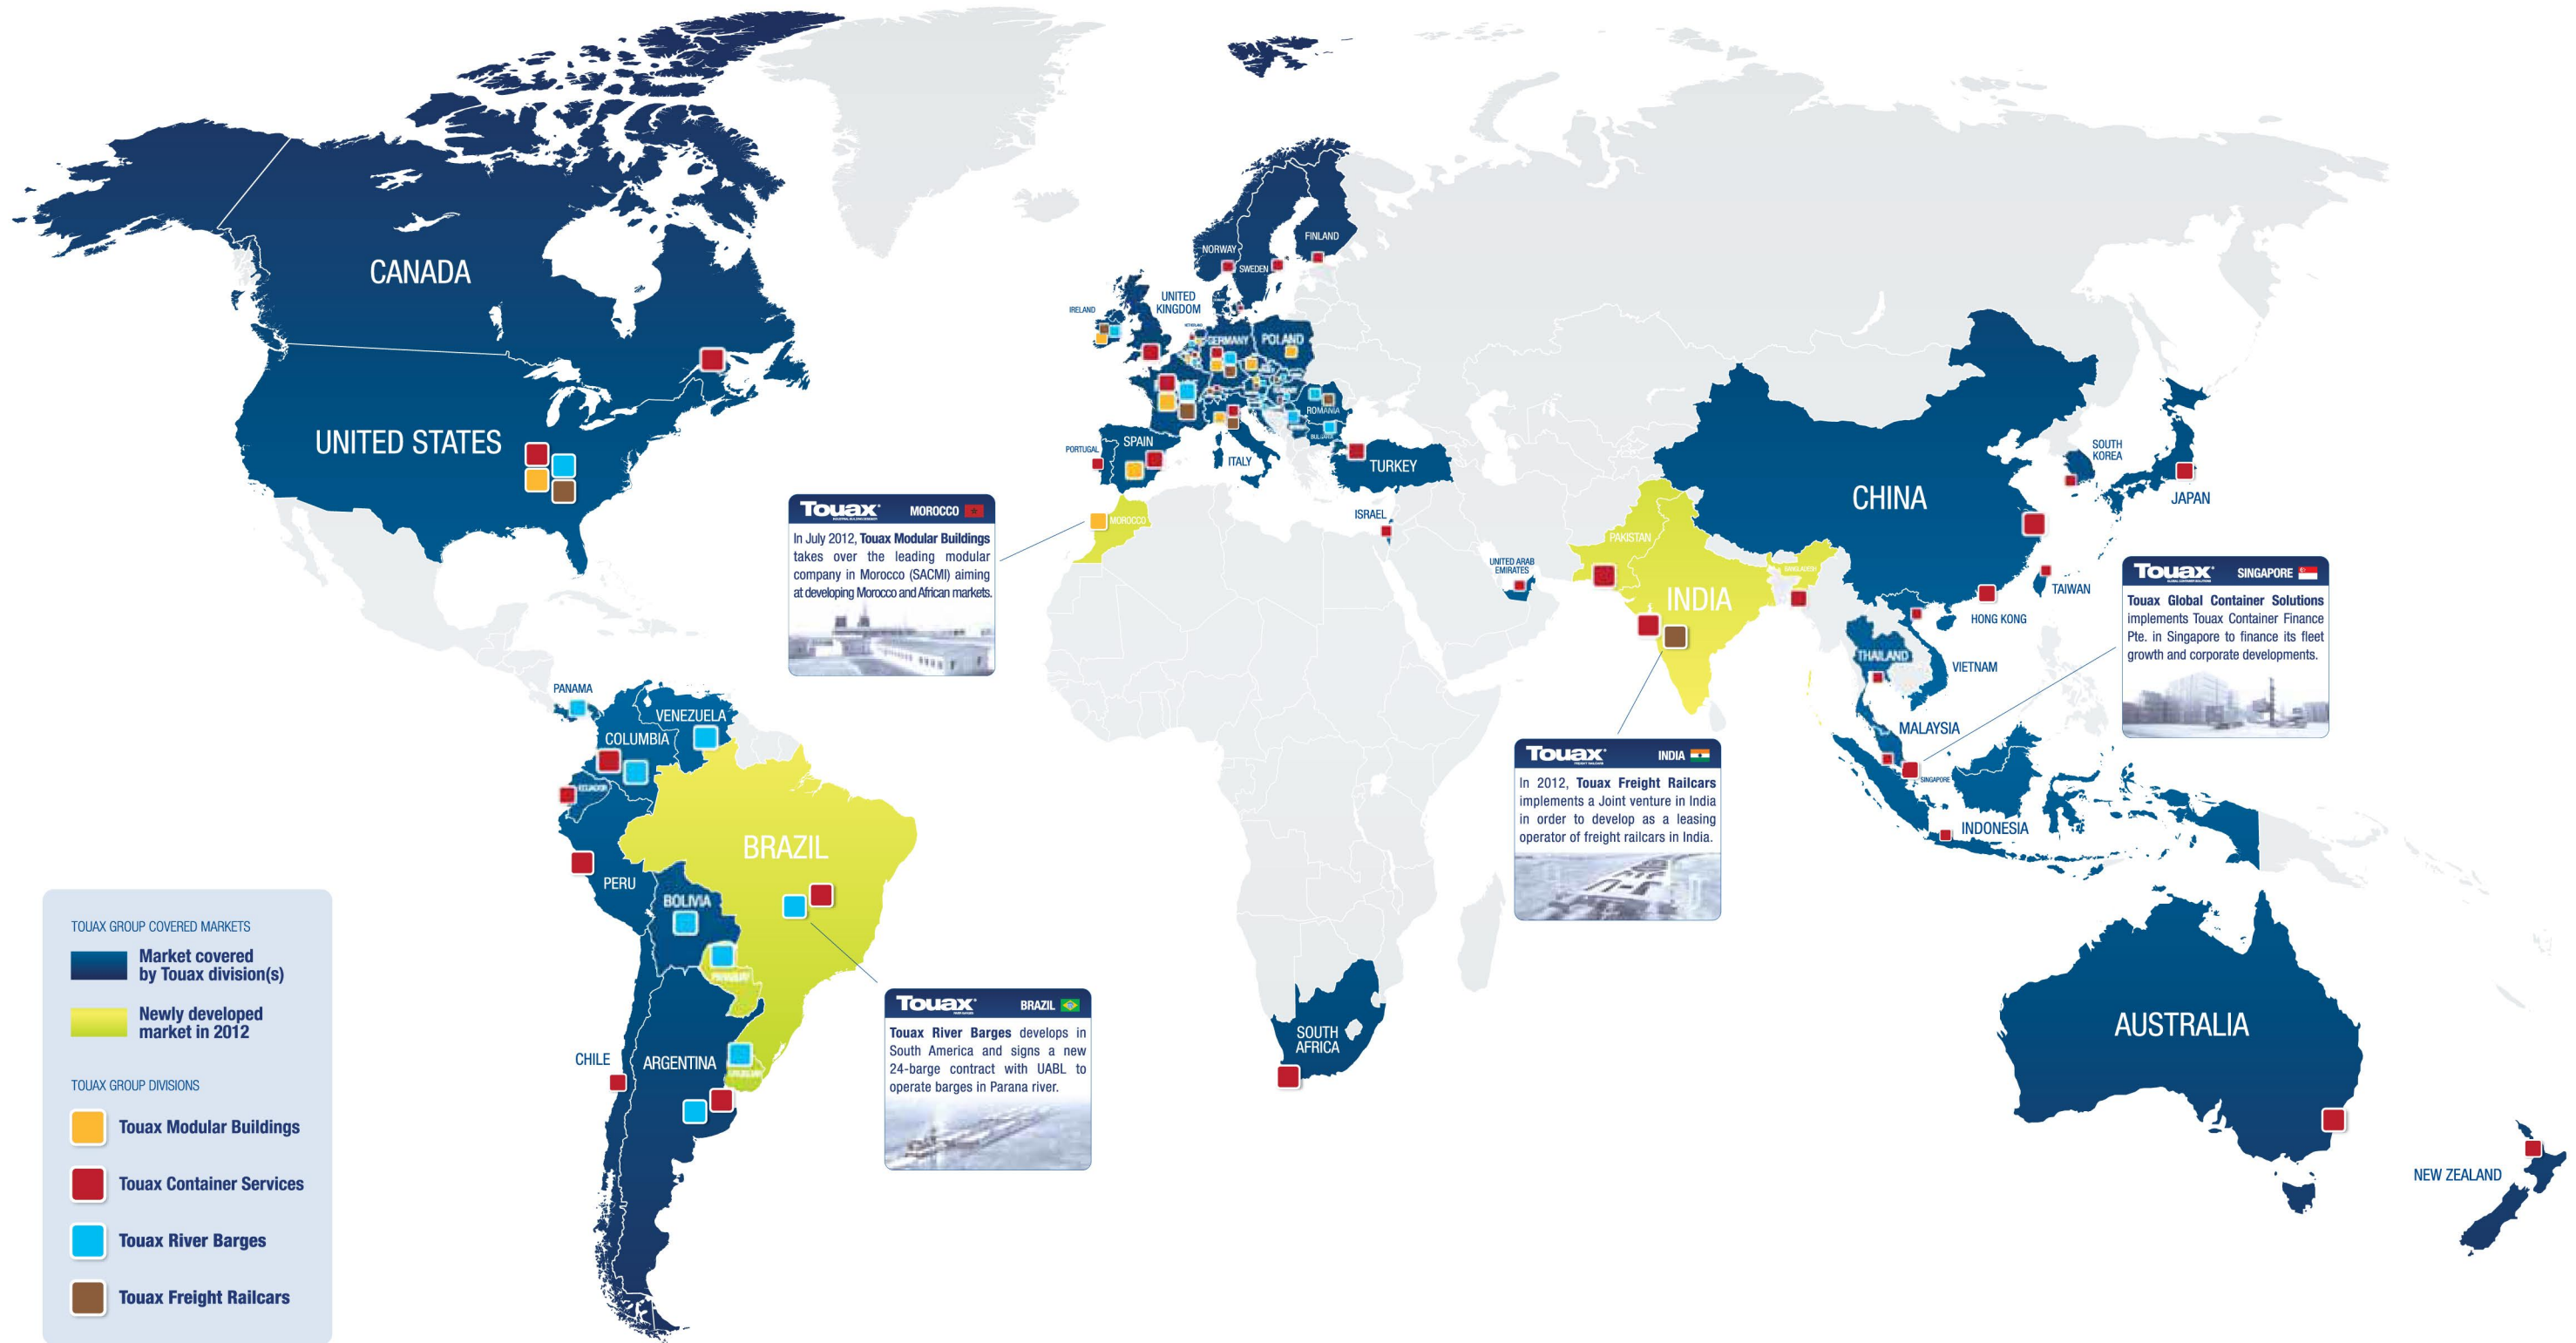 CANADA
UNITED STATES
NORWAY
SWEDEN
FINLAND
IRELAND
UNITED
KINGDOM
GERMANY
POLAND
ROMANIA
PORTUGAL
SPAIN
ITALY
TURKEY
ISRAEL
UNITED ARAB
EMIRATES
MOROCCO
PAKISTAN
INDIA
BANGLADESH
CHINA
SOUTH
KOREA
JAPAN
TAIWAN
HONG KONG
VIETNAM
THAILAND
MALAYSIA
SINGAPORE
INDONESIA
AUSTRALIA
NEW ZEALAND
SOUTH
AFRICA
PANAMA
VENEZUELA
COLUMBIA
ECUADOR
PERU
BRAZIL
BOLIVIA
PARAGUAY
CHILE
ARGENTINA
URUGUAY
Touax MOROCCO
In July 2012, Touax Modular Buildings
takes over the leading modular
company in Morocco (SACMI) aiming
at developing Morocco and African markets.
Touax SINGAPORE
Touax Global Container Solutions
implements Touax Container Finance
Pte. in Singapore to finance its fleet
growth and corporate developments.
Touax INDIA
In 2012, Touax Freight Railcars
implements a Joint venture in India
in order to develop as a leasing
operator of freight railcars in India.
Touax BRAZIL
Touax River Barges develops in
South America and signs a new
24-barge contract with UABL to
operate barges in Parana river.
TOUAX GROUP COVERED MARKETS
Market covered
by Touax division(s)
Newly developed
market in 2012
TOUAX GROUP DIVISIONS
Touax Modular Buildings
Touax Container Services
Touax River Barges
Touax Freight Railcars